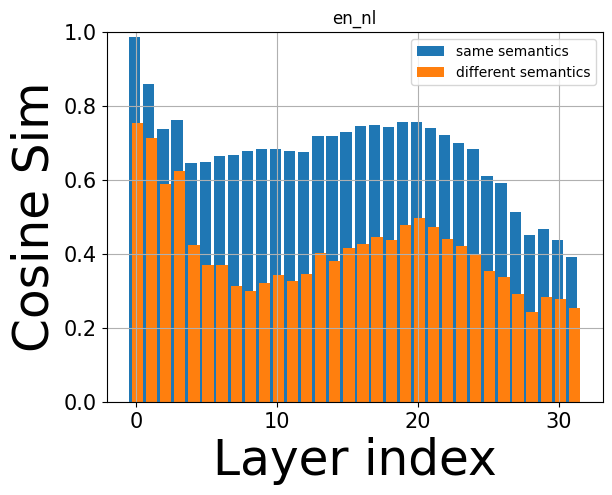 en_nl
same semantics
different semantics
Cosine Sim
1.0
0.8
0.6
0.4
0.2
0.0
0 10 20 30
Layer index